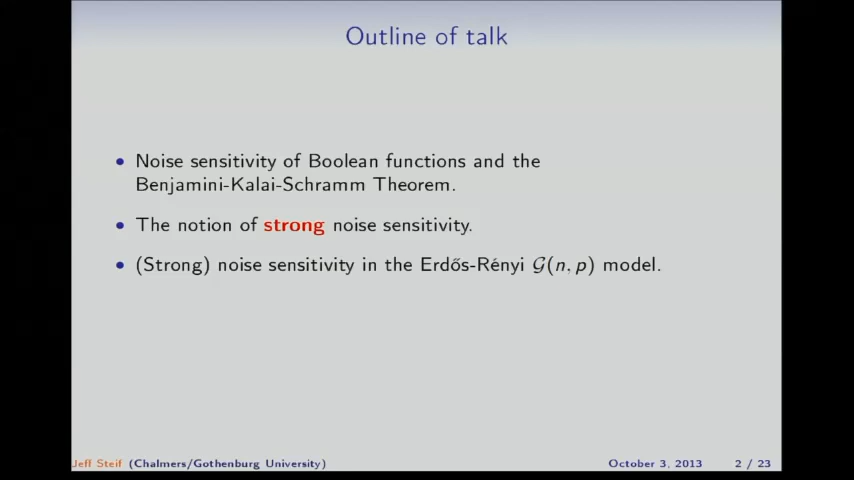 Outline of talk
• Noise sensitivity of Boolean functions and the
Benjamini-Kalai-Schramm Theorem.
• The notion of strong noise sensitivity.
• (Strong) noise sensitivity in the Erdős-Rényi 𝒢(n, p) model.
Jeff Steif (Chalmers/Gothenburg University) October 3, 2013 2 / 23